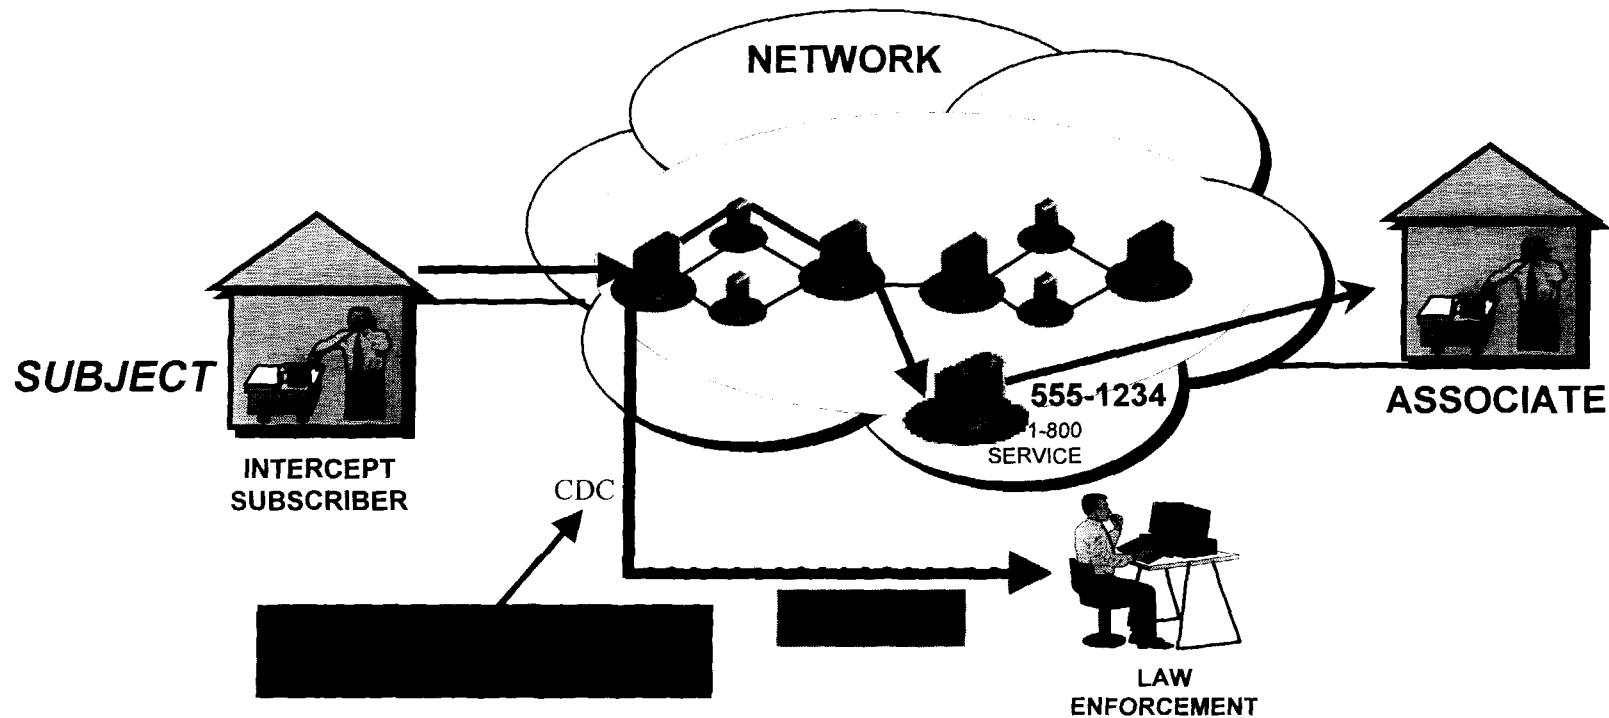 NETWORK
SUBJECT
INTERCEPT
SUBSCRIBER
555-1234
1-800
SERVICE
ASSOCIATE
CDC
LAW
ENFORCEMENT